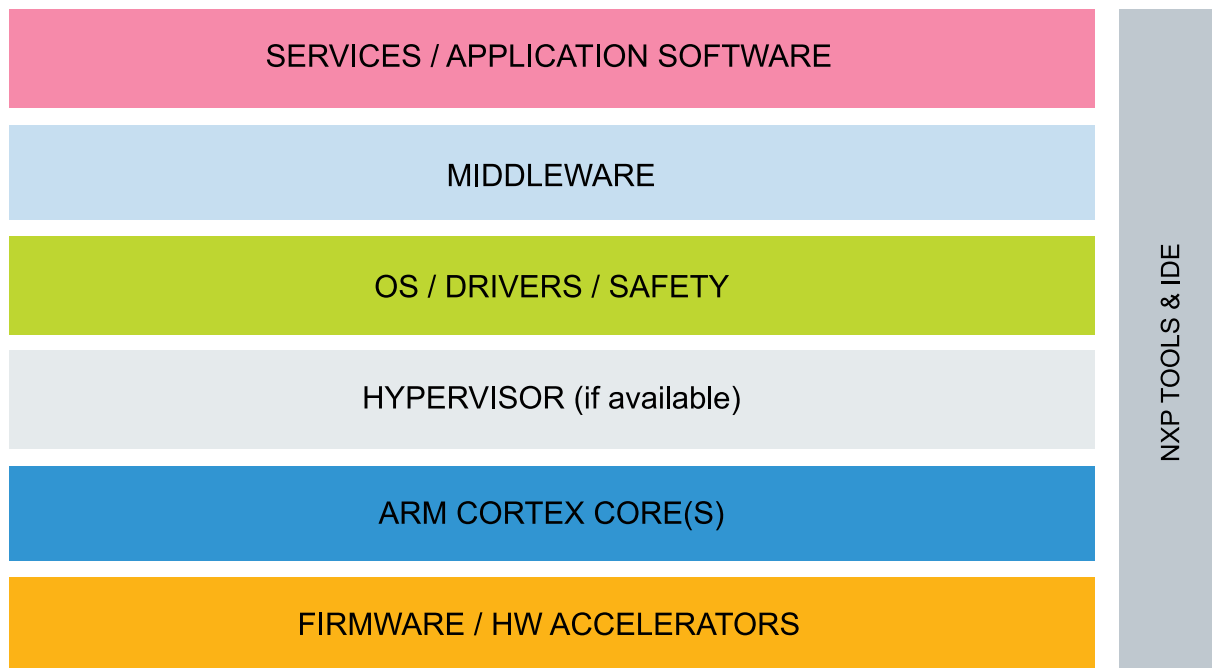 SERVICES / APPLICATION SOFTWARE
MIDDLEWARE
OS / DRIVERS / SAFETY
HYPERVISOR (if available)
ARM CORTEX CORE(S)
FIRMWARE / HW ACCELERATORS
NXP TOOLS & IDE